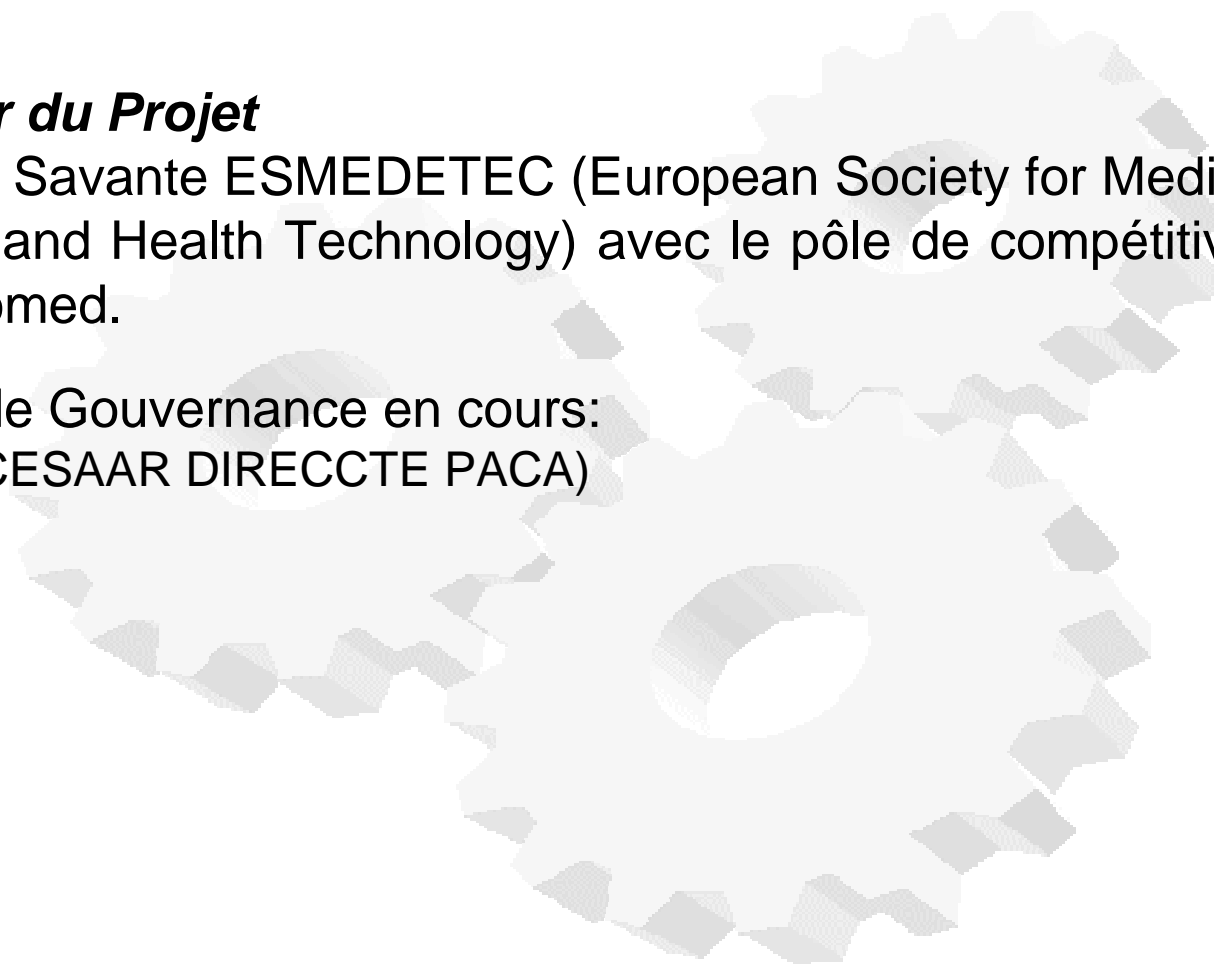 r du Projet
Savante ESMEDETEC (European Society for Medi
and Health Technology) avec le pôle de compétitiv
omed.
le Gouvernance en cours:
CESAAR DIRECCTE PACA)